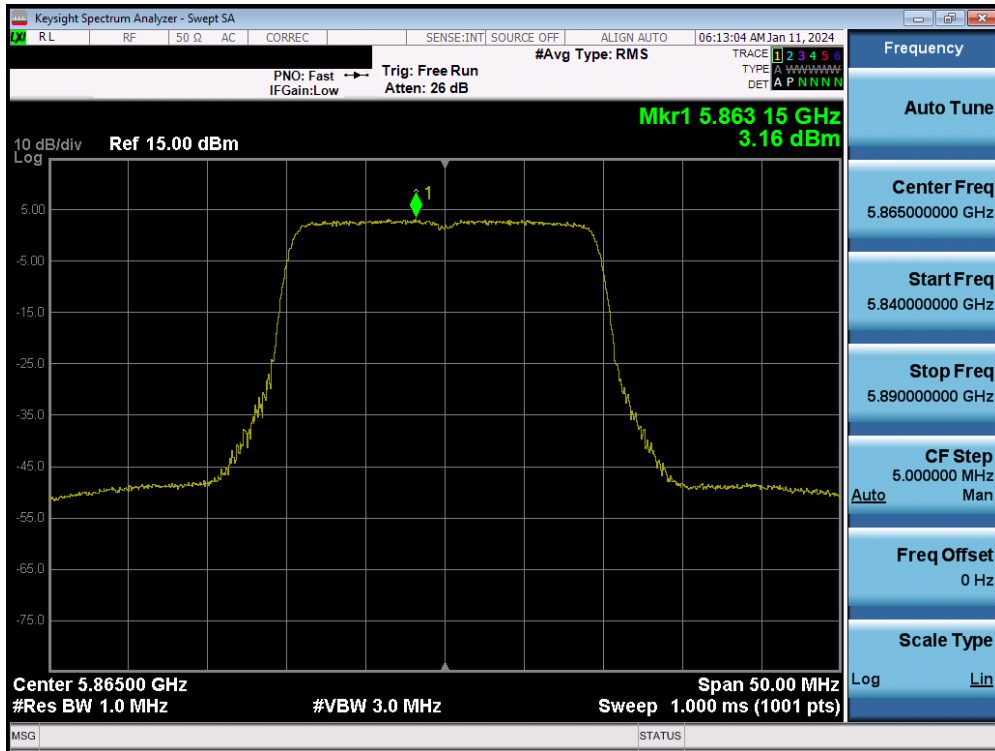 Keysight Spectrum Analyzer - Swept SA
LXI RL RF 50 Ω AC CORREC SENSE:INT SOURCE OFF ALIGN AUTO 06:13:04 AM Jan 11, 2024
PNO: Fast
IFGain:Low
Trig: Free Run
Atten: 26 dB
#Avg Type: RMS
TRACE 1 2 3 4 5 6
TYPE A WWWWW
DET A P N N N N
Mkr1 5.863 15 GHz
3.16 dBm
10 dB/div
Log
Ref 15.00 dBm
1
5.00
-5.00
-15.0
-25.0
-35.0
-45.0
-55.0
-65.0
-75.0
Center 5.86500 GHz
#Res BW 1.0 MHz
#VBW 3.0 MHz
Span 50.00 MHz
Sweep 1.000 ms (1001 pts)
MSG
STATUS
Frequency
Auto Tune
Center Freq
5.865000000 GHz
Start Freq
5.840000000 GHz
Stop Freq
5.890000000 GHz
CF Step
5.000000 MHz
Auto Man
Freq Offset
0 Hz
Scale Type
Log Lin